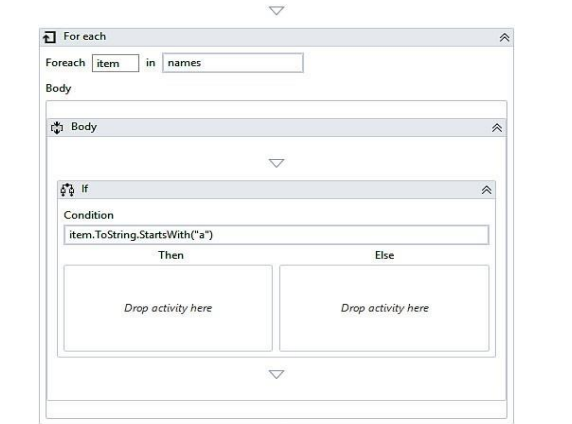 For each
Foreach item in names
Body
Body
If
Condition
item.ToString.StartsWith("a")
Then Else
Drop activity here Drop activity here